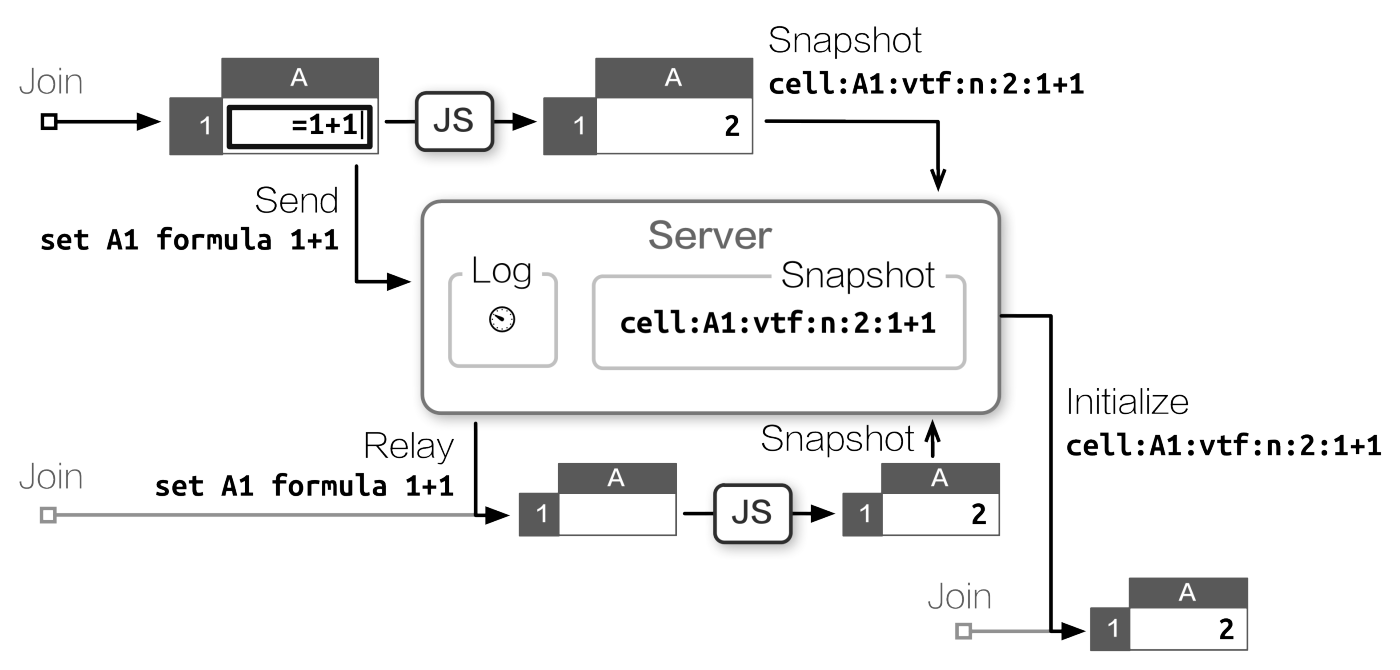 Join
A
1
=1+1
JS
A
1
2
Snapshot
cell:A1:vtf:n:2:1+1
Send
set A1 formula 1+1
Server
Log
Snapshot
cell:A1:vtf:n:2:1+1
Initialize
cell:A1:vtf:n:2:1+1
Relay
set A1 formula 1+1
Join
A
1
JS
Snapshot
A
1
2
Join
A
1
2